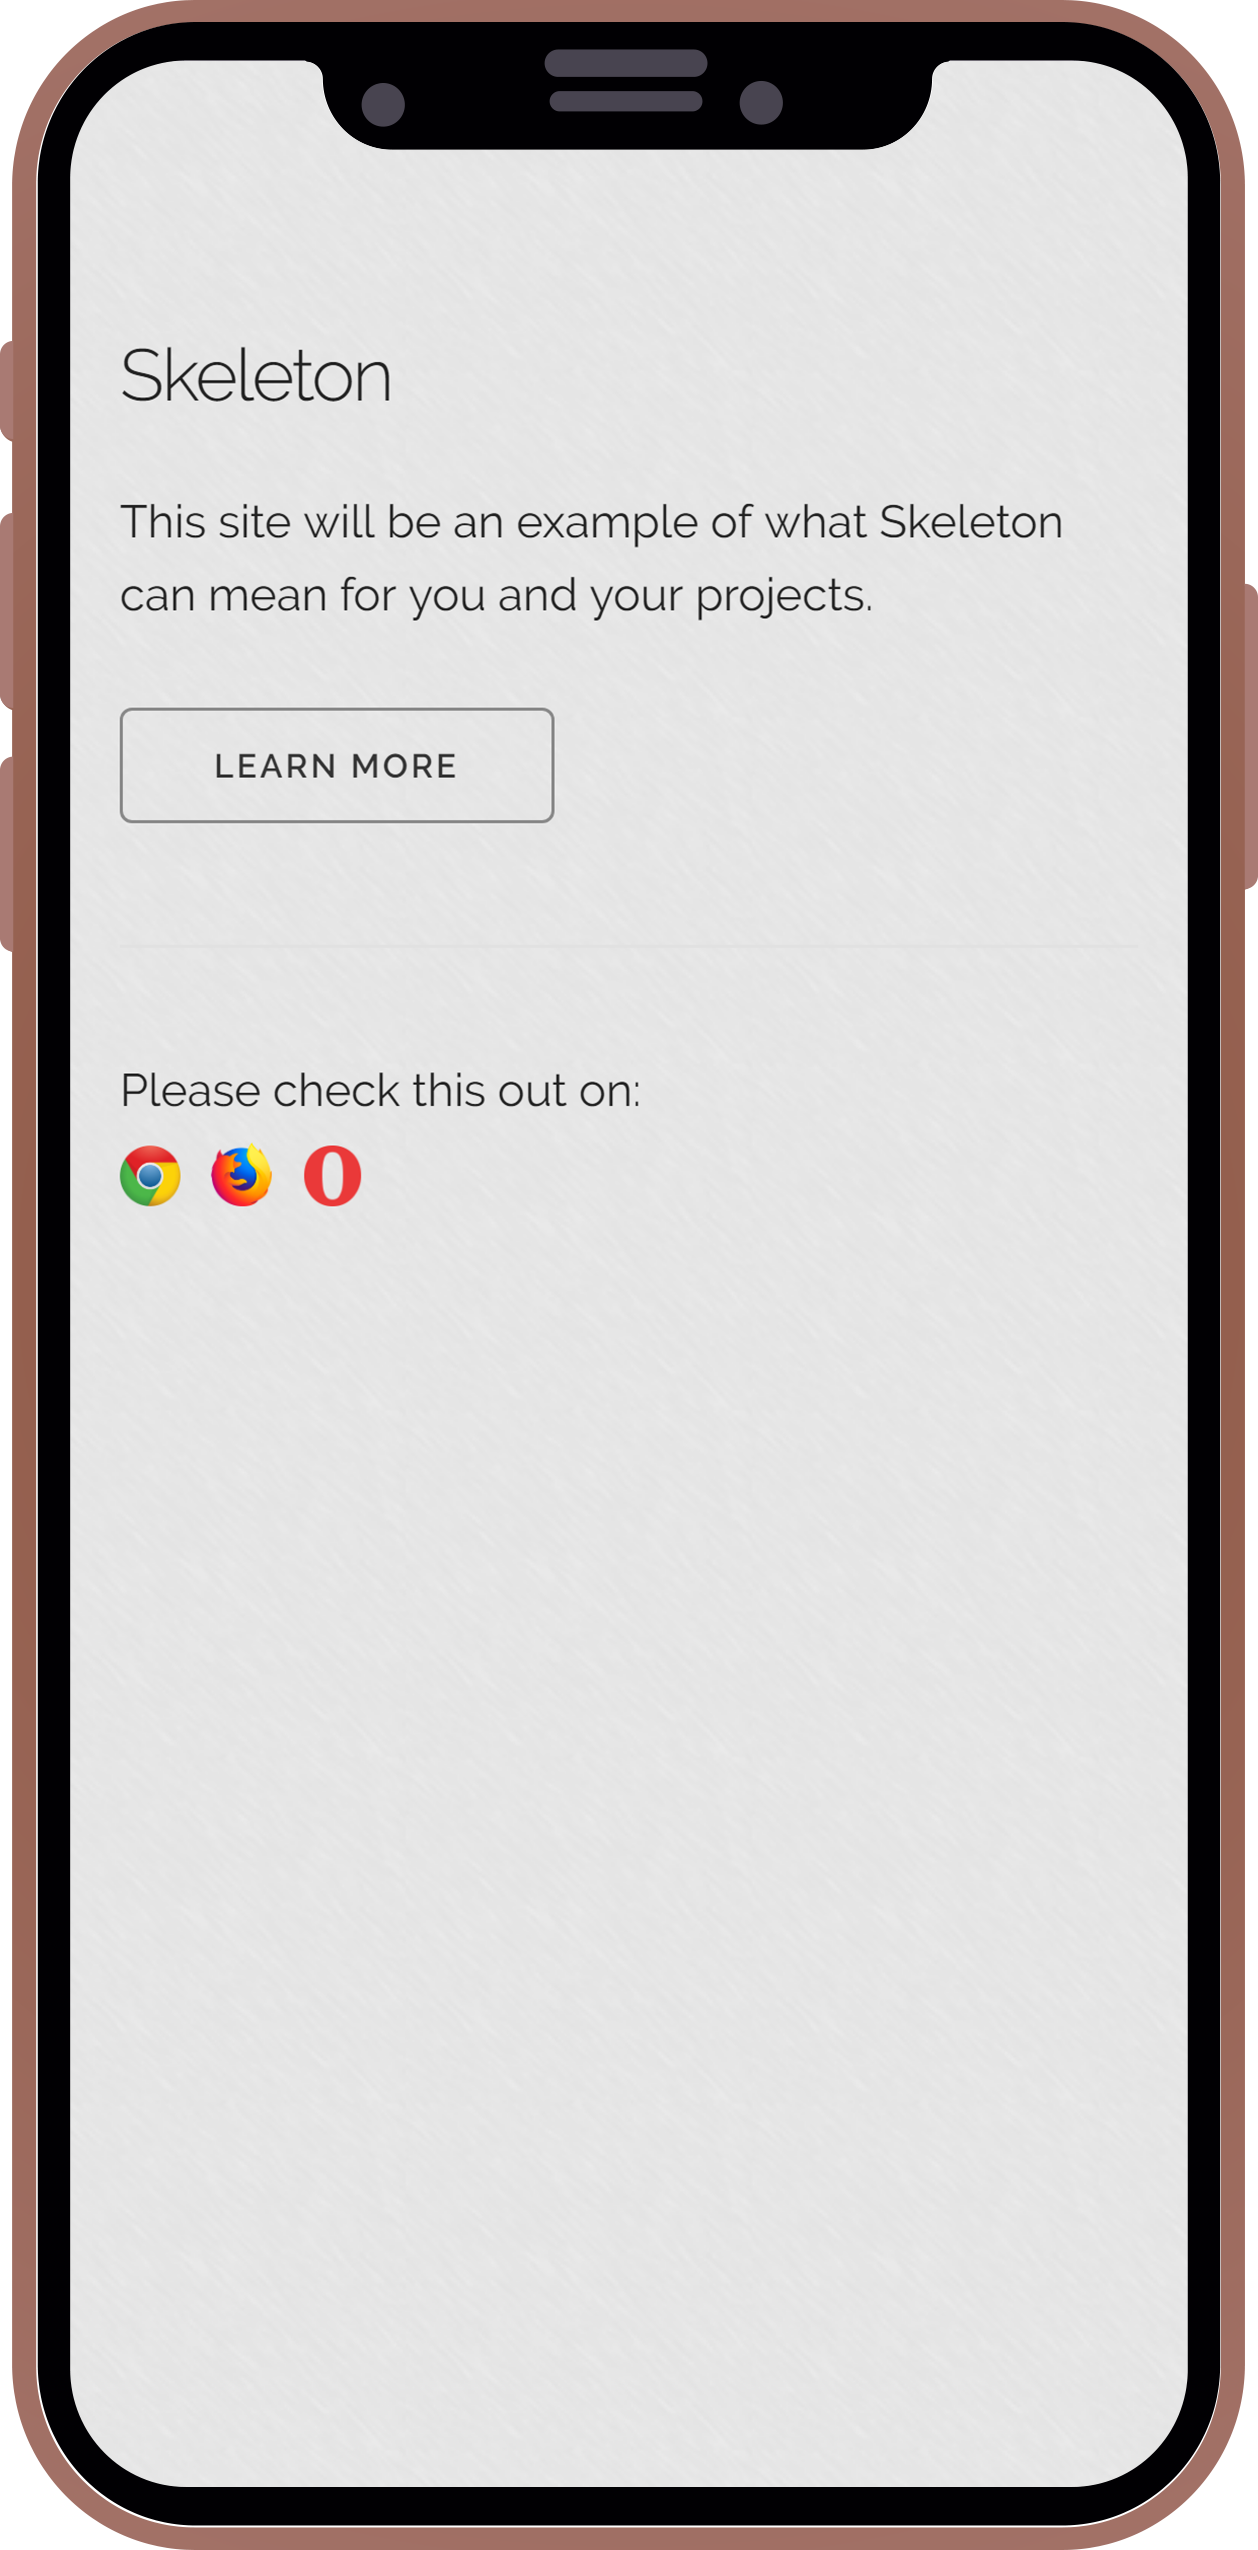 Skeleton
This site will be an example of what Skeleton
can mean for you and your projects.
LEARN MORE
Please check this out on: